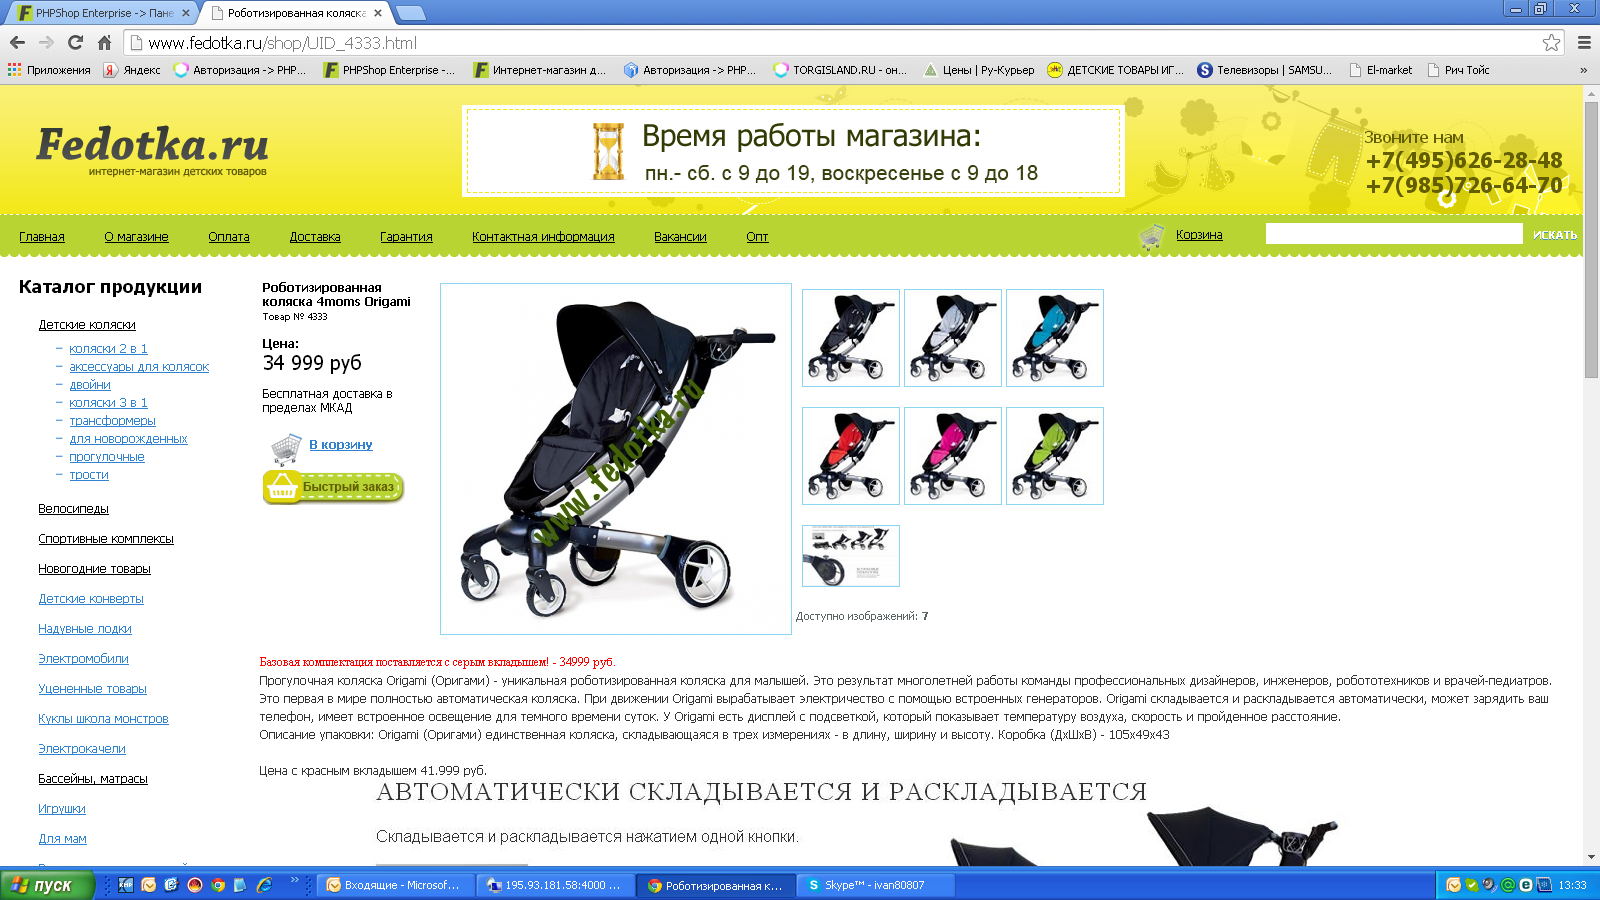 PHPShop Enterprise -> Пане
Роботизированная коляска
www.fedotka.ru/shop/UID_4333.html
Приложения
Яндекс
Авторизация -> PHP...
PHPShop Enterprise -...
Интернет-магазин д...
Авторизация -> PHP...
TORGISLAND.RU - он...
Цены | Ру-Курьер
ДЕТСКИЕ ТОВАРЫ ИГ...
Телевизоры | SAMSU...
El-market
Рич Тойс
»
Fedotka.ru
интернет-магазин детских товаров
Время работы магазина:
пн.- сб. с 9 до 19, воскресенье с 9 до 18
Звоните нам
+7(495)626-28-48
+7(985)726-64-70
Главная
О магазине
Оплата
Доставка
Гарантия
Контактная информация
Вакансии
Опт
Корзина
ИСКАТЬ
Каталог продукции
Детские коляски
– коляски 2 в 1
– аксессуары для колясок
– двойни
– коляски 3 в 1
– трансформеры
– для новорожденных
– прогулочные
– трости
Велосипеды
Спортивные комплексы
Новогодние товары
Детские конверты
Надувные лодки
Электромобили
Уцененные товары
Куклы школа монстров
Электрокачели
Бассейны, матрасы
Игрушки
Для мам
Роботизированная
коляска 4moms Origami
Товар № 4333
Цена:
34 999 руб
Бесплатная доставка в
пределах МКАД
В корзину
Быстрый заказ
www.fedotka.ru
Доступно изображений: 7
Базовая комплектация поставляется с серым вкладышем! - 34999 руб.
Прогулочная коляска Origami (Оригами) - уникальная роботизированная коляска для малышей. Это результат многолетней работы команды профессиональных дизайнеров, инженеров, робототехников и врачей-педиатров.
Это первая в мире полностью автоматическая коляска. При движении Origami вырабатывает электричество с помощью встроенных генераторов. Origami складывается и раскладывается автоматически, может зарядить ваш
телефон, имеет встроенное освещение для темного времени суток. У Origami есть дисплей с подсветкой, который показывает температуру воздуха, скорость и пройденное расстояние.
Описание упаковки: Origami (Оригами) единственная коляска, складывающаяся в трех измерениях - в длину, ширину и высоту. Коробка (ДхШхВ) - 105х49х43
Цена с красным вкладышем 41.999 руб.
АВТОМАТИЧЕСКИ СКЛАДЫВАЕТСЯ И РАСКЛАДЫВАЕТСЯ
Складывается и раскладывается нажатием одной кнопки.
пуск
»
Входящие - Microsof...
195.93.181.58:4000 ...
Роботизированная к...
Skype™ - ivan80807
13:33